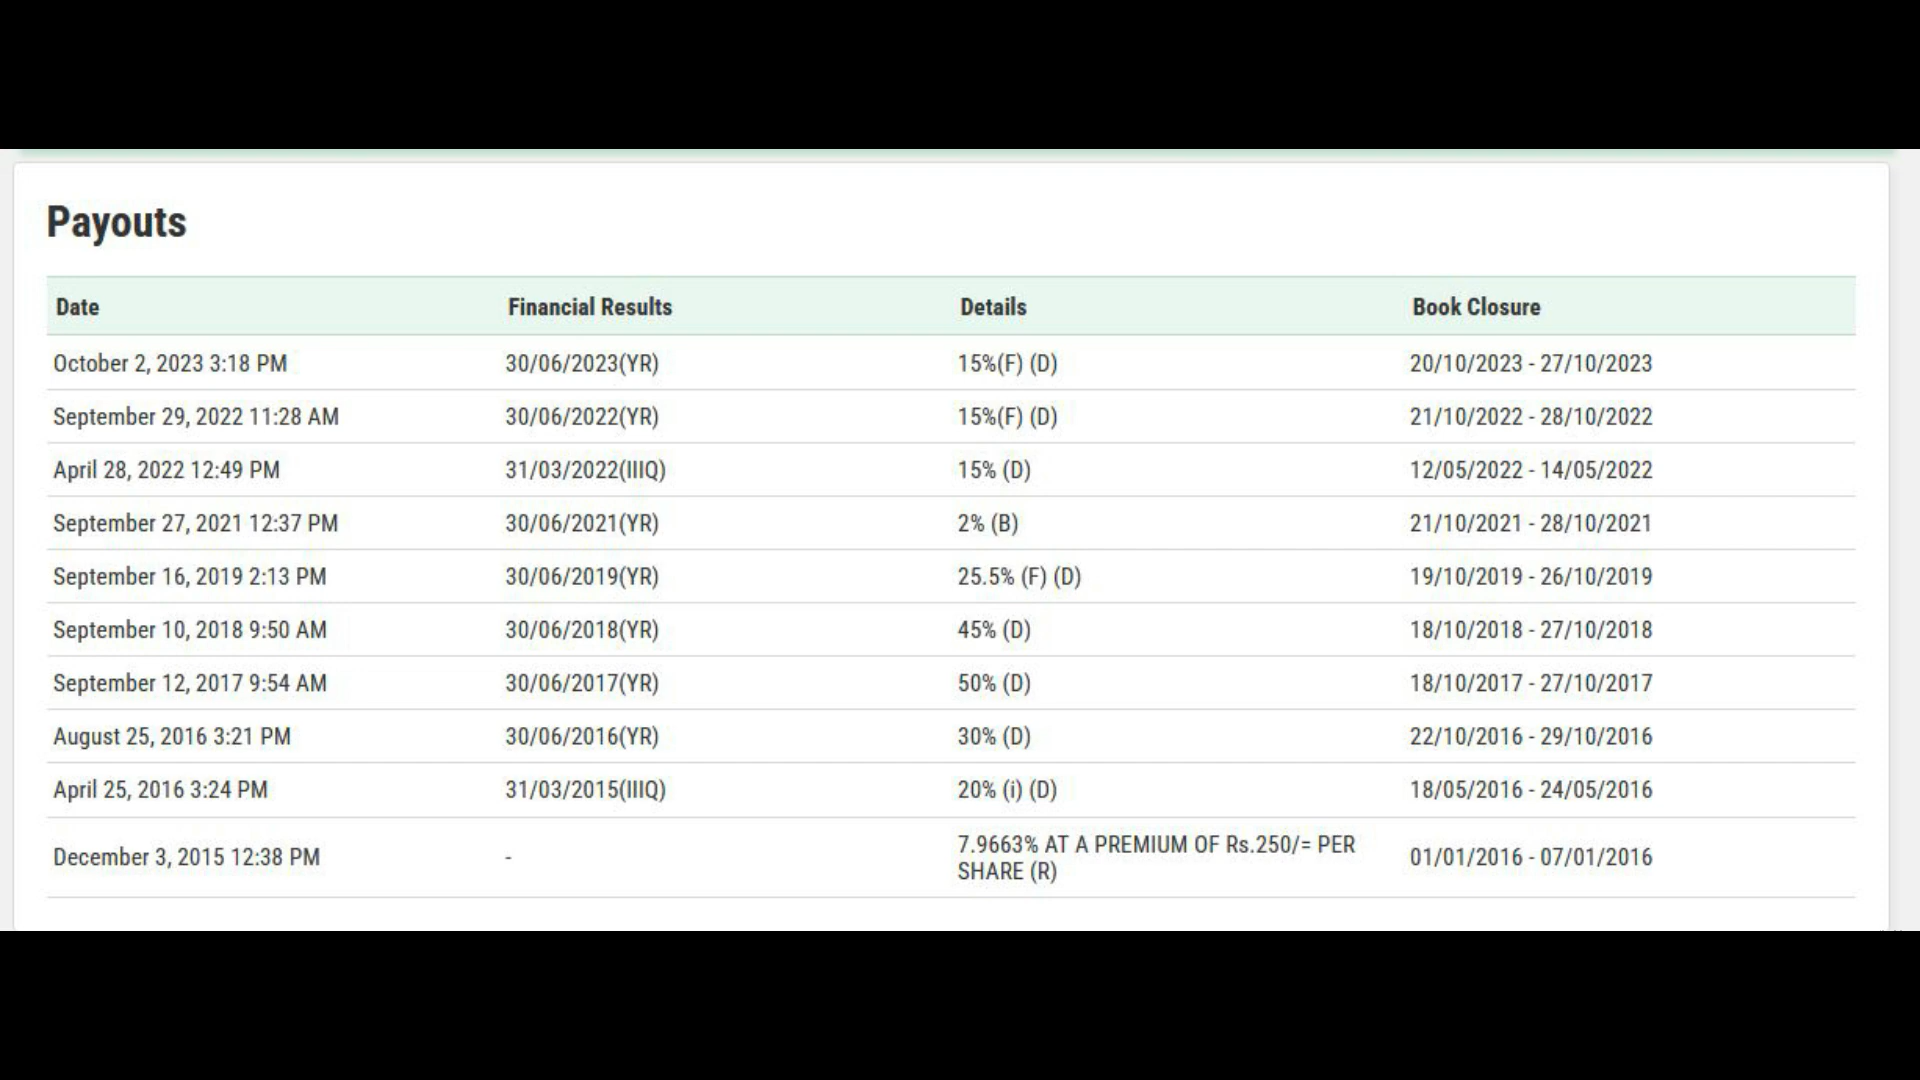 Payouts
Date Financial Results Details Book Closure
October 2, 2023 3:18 PM 30/06/2023(YR) 15%(F) (D) 20/10/2023 - 27/10/2023
September 29, 2022 11:28 AM 30/06/2022(YR) 15%(F) (D) 21/10/2022 - 28/10/2022
April 28, 2022 12:49 PM 31/03/2022(IIIQ) 15% (D) 12/05/2022 - 14/05/2022
September 27, 2021 12:37 PM 30/06/2021(YR) 2% (B) 21/10/2021 - 28/10/2021
September 16, 2019 2:13 PM 30/06/2019(YR) 25.5% (F) (D) 19/10/2019 - 26/10/2019
September 10, 2018 9:50 AM 30/06/2018(YR) 45% (D) 18/10/2018 - 27/10/2018
September 12, 2017 9:54 AM 30/06/2017(YR) 50% (D) 18/10/2017 - 27/10/2017
August 25, 2016 3:21 PM 30/06/2016(YR) 30% (D) 22/10/2016 - 29/10/2016
April 25, 2016 3:24 PM 31/03/2015(IIIQ) 20% (i) (D) 18/05/2016 - 24/05/2016
December 3, 2015 12:38 PM - 7.9663% AT A PREMIUM OF Rs.250/= PER
SHARE (R) 01/01/2016 - 07/01/2016